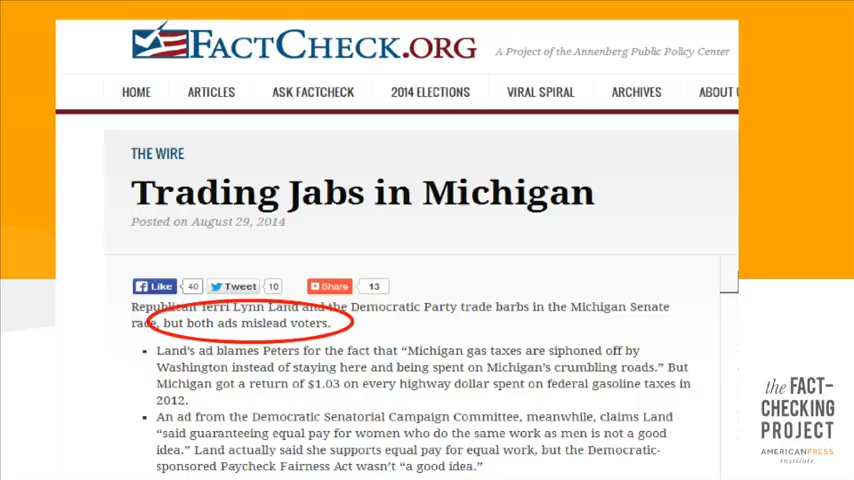 FACTCHECK.ORG A Project of the Annenberg Public Policy Center
HOME ARTICLES ASK FACTCHECK 2014 ELECTIONS VIRAL SPIRAL ARCHIVES ABOUT
THE WIRE
Trading Jabs in Michigan
Posted on August 29, 2014
Like 40 Tweet 10 Share 13
Republican Terri Lynn Land and the Democratic Party trade barbs in the Michigan Senate
race, but both ads mislead voters.
▪ Land's ad blames Peters for the fact that “Michigan gas taxes are siphoned off by
Washington instead of staying here and being spent on Michigan's crumbling roads.” But
Michigan got a return of $1.03 on every highway dollar spent on federal gasoline taxes in
2012.
▪ An ad from the Democratic Senatorial Campaign Committee, meanwhile, claims Land
“said guaranteeing equal pay for women who do the same work as men is not a good
idea.” Land actually said she supports equal pay for equal work, but the Democratic-
sponsored Paycheck Fairness Act wasn't “a good idea.”
the FACT-
CHECKING
PROJECT
AMERICANPRESS
institute